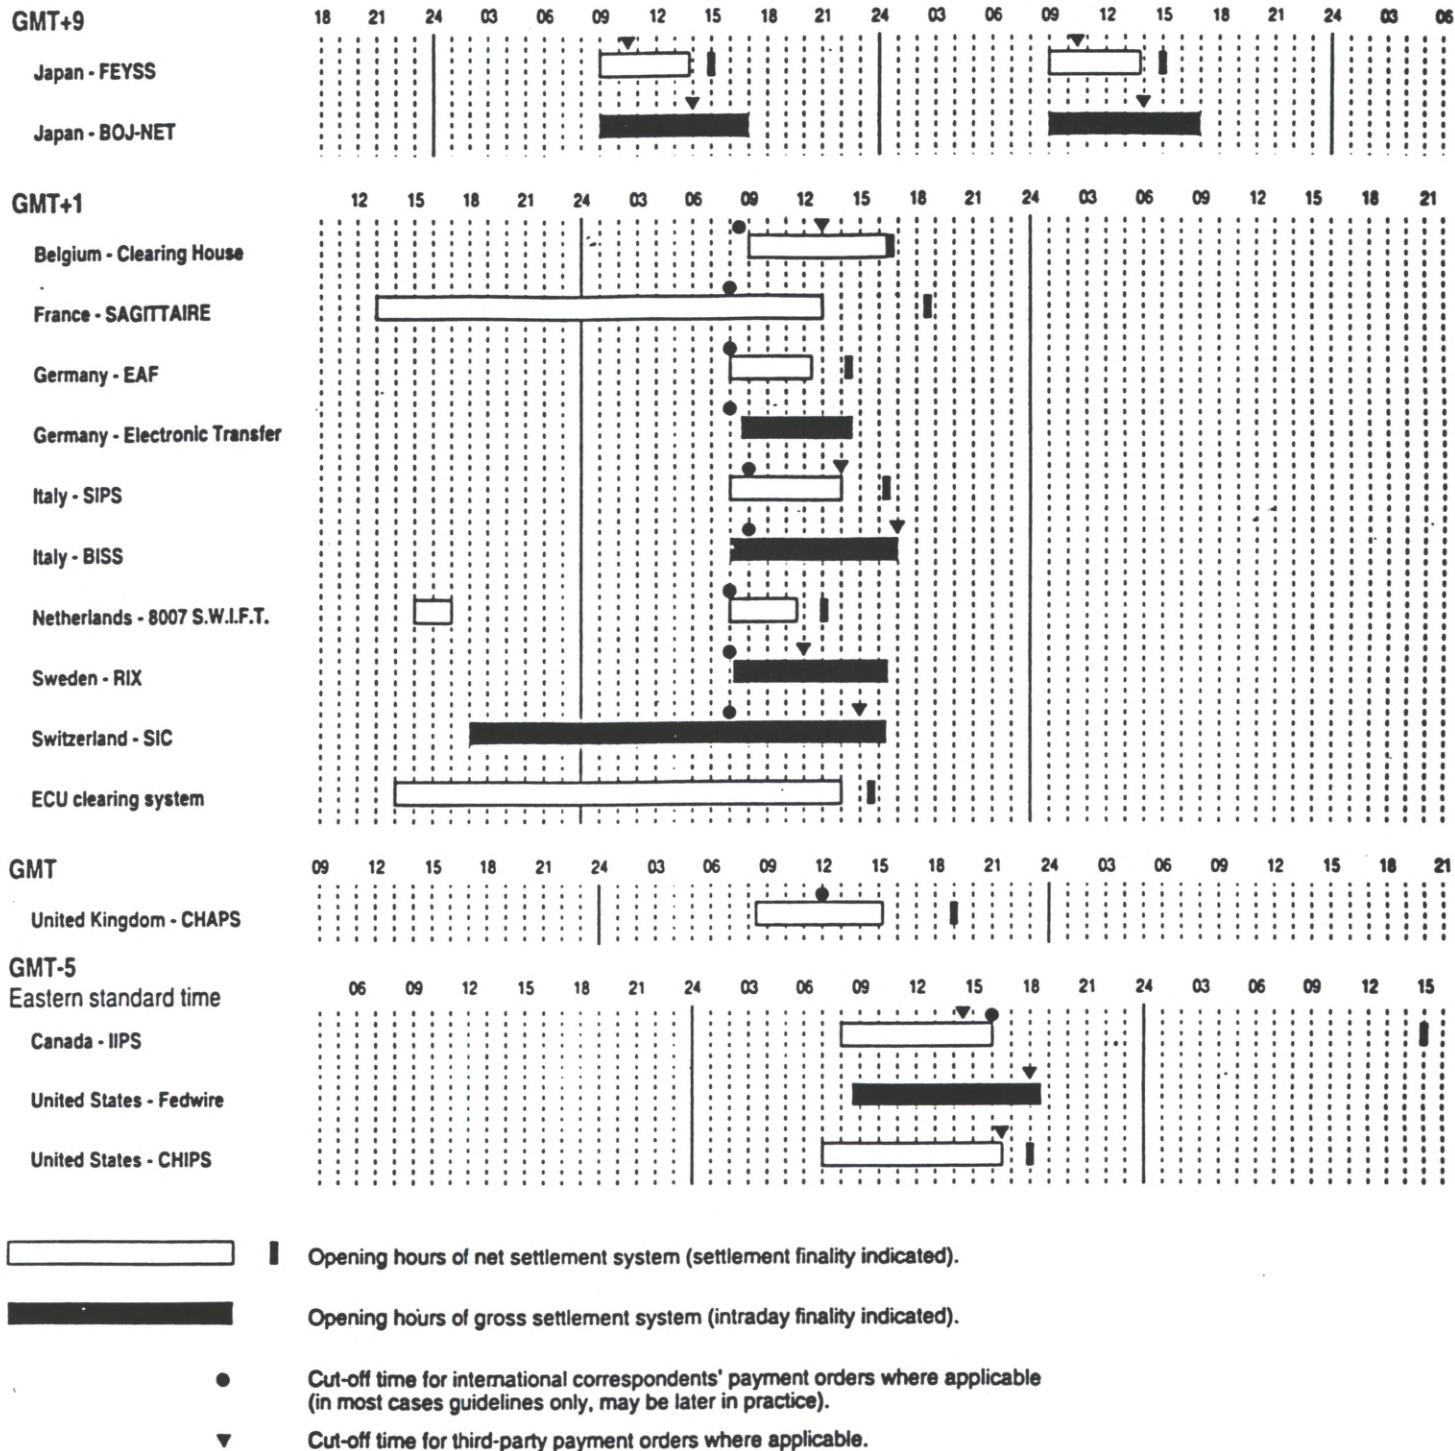 GMT+9 18 21 24 03 06 09 12 15 18 21 24 03 06 09 12 15 18 21 24 03 06
Japan - FEYSS
Japan - BOJ-NET
GMT+1 12 15 18 21 24 03 06 09 12 15 18 21 24 03 06 09 12 15 18 21
Belgium - Clearing House
France - SAGITTAIRE
Germany - EAF
Germany - Electronic Transfer
Italy - SIPS
Italy - BISS
Netherlands - 8007 S.W.I.F.T.
Sweden - RIX
Switzerland - SIC
ECU clearing system
GMT
09 12 15 18 21 24 03 06 09 12 15 18 21 24 03 06 09 12 15 18 21
United Kingdom - CHAPS
GMT-5
Eastern standard time 06 09 12 15 18 21 24 03 06 09 12 15 18 21 24 03 06 09 12 15
Canada - IIPS
United States - Fedwire
United States - CHIPS
Opening hours of net settlement system (settlement finality indicated).
Opening hours of gross settlement system (intraday finality indicated).
Cut-off time for international correspondents' payment orders where applicable
(in most cases guidelines only, may be later in practice).
Cut-off time for third-party payment orders where applicable.